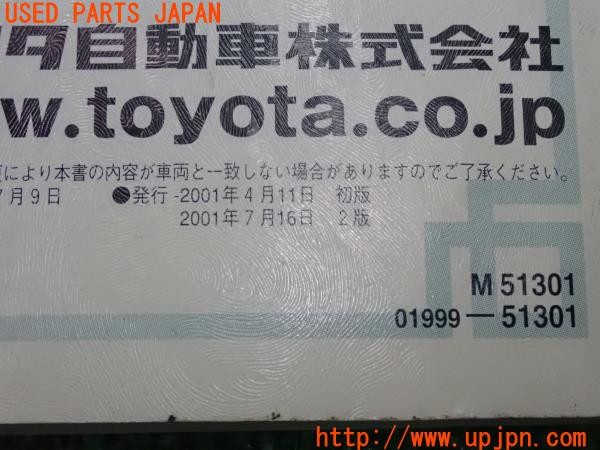 USED PARTS JAPAN
タ自動車株式会社
w.toyota.co.jp
により本書の内容が車両と一致しない場合がありますのでご了承ください。
月9日 ●発行-2001年4月11日 初版
2001年7月16日 2版
M 51301
01999—51301
http://www.upjpn.com/